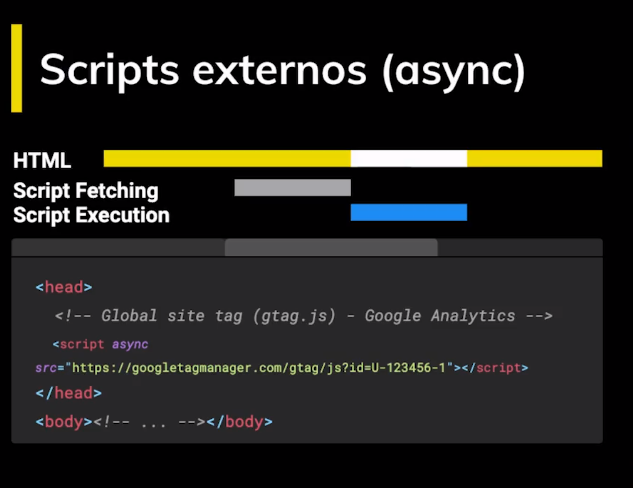 Scripts externos (async)
HTML
Script Fetching
Script Execution
<head>
<!-- Global site tag (gtag.js) - Google Analytics -->
<script async
src="https://googletagmanager.com/gtag/js?id=U-123456-1"></script>
</head>
<body><!-- ... --></body>